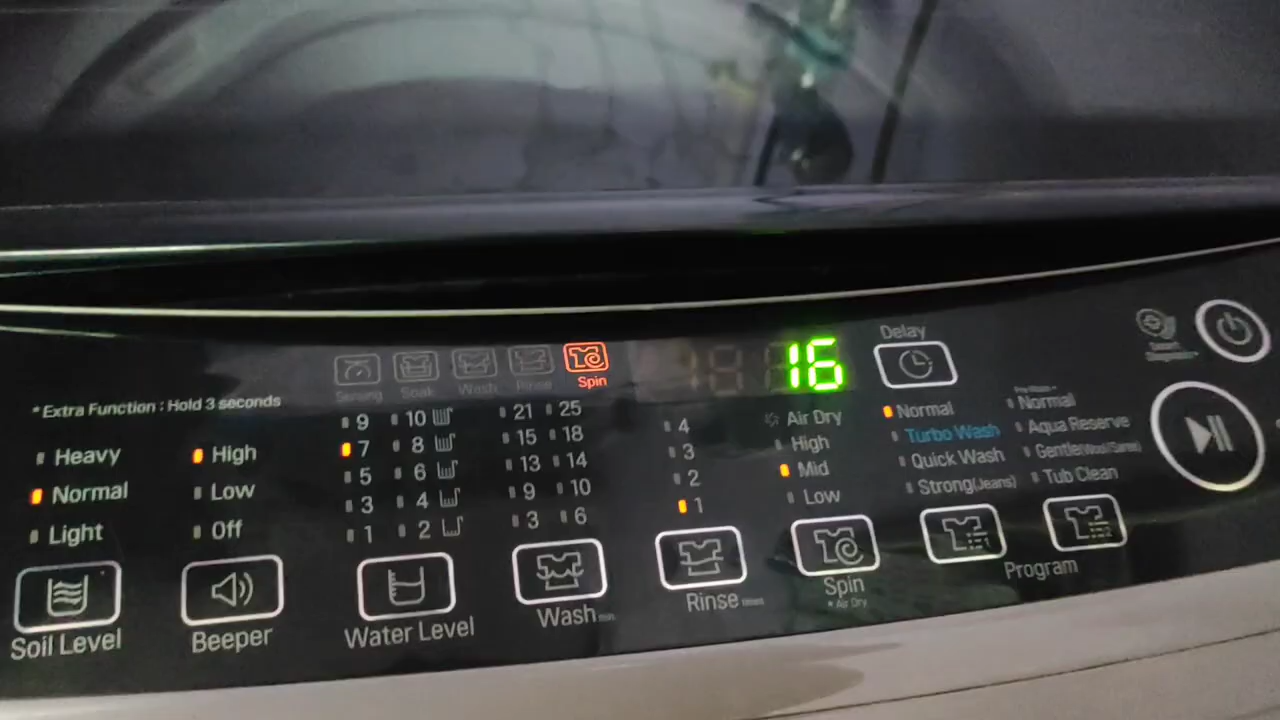 Delay
Sensing Soak Wash Rinse Spin
16
* Extra Function : Hold 3 seconds
Heavy
Normal
Light
Soil Level
High
Low
Off
Beeper
9 10
7 8
5 6
3 4
1 2
Water Level
21 25
15 18
13 14
9 10
3 6
Wash min.
4
3
2
1
Rinse times
Air Dry
High
Mid
Low
Spin
* Air Dry
Normal
Turbo Wash
Quick Wash
Strong(Jeans)
Normal
Aqua Reserve
Tub Clean
Program